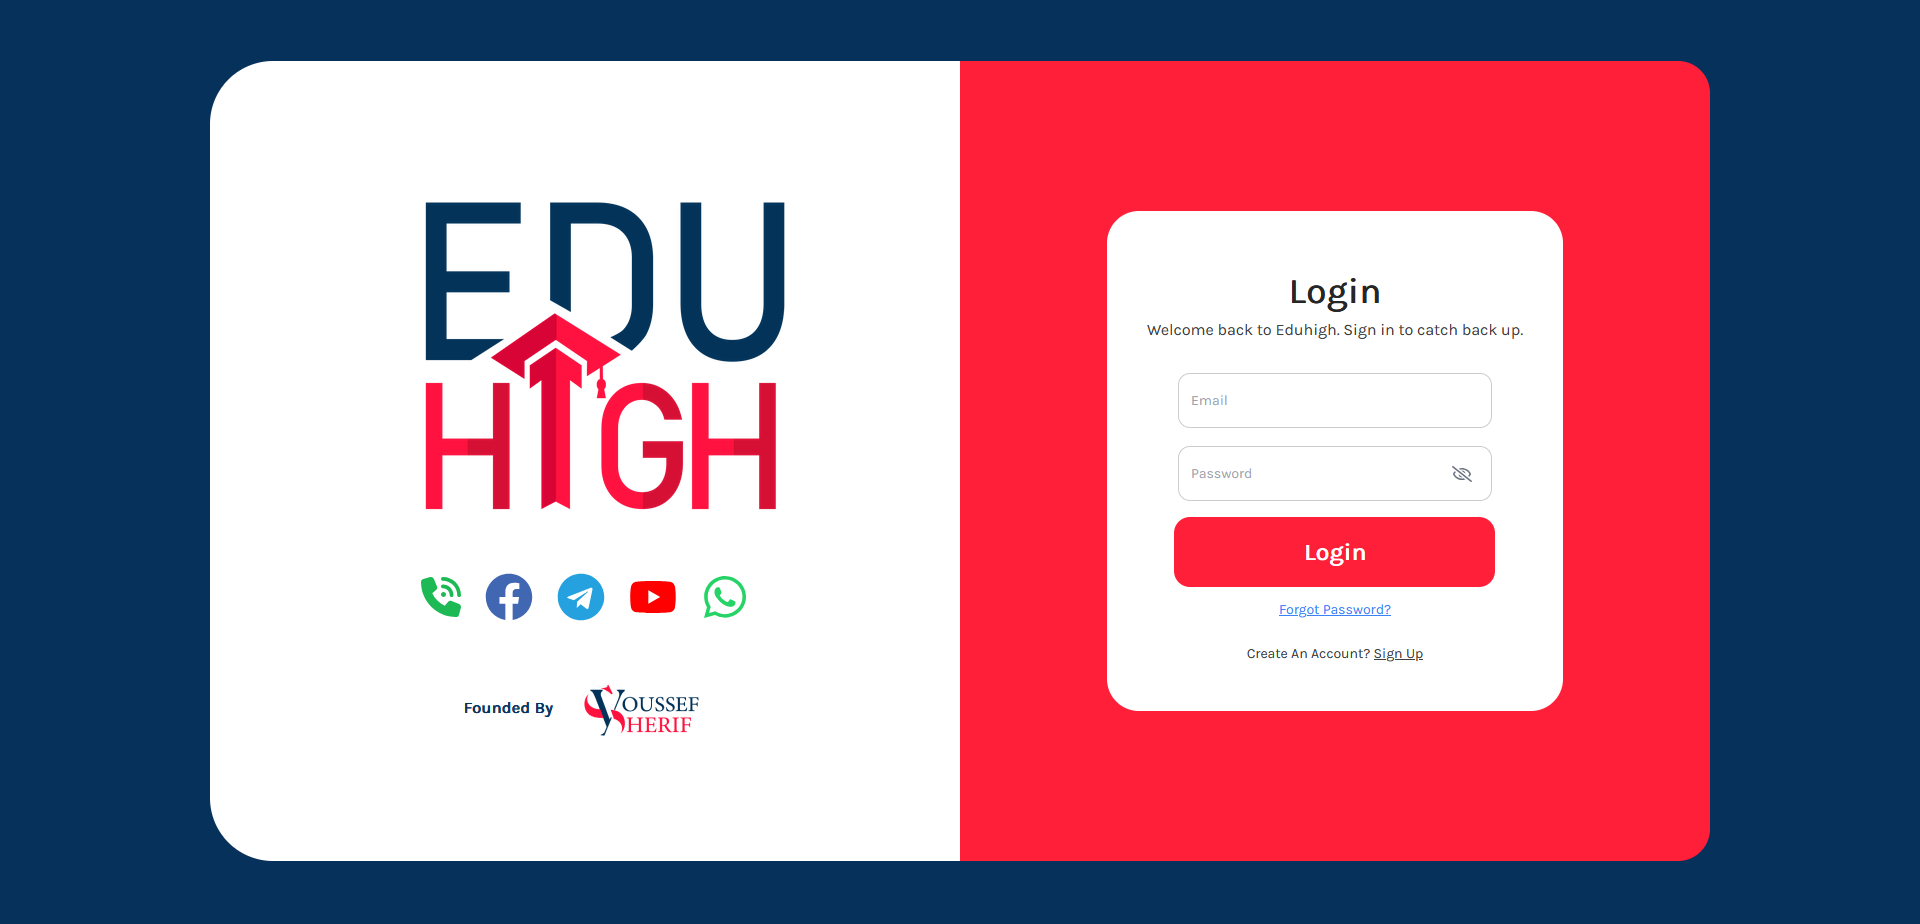 EDU
HIGH
Founded By
YOUSSEF
SHERIF
Login
Welcome back to Eduhigh. Sign in to catch back up.
Email
Password
Login
Forgot Password?
Create An Account? Sign Up